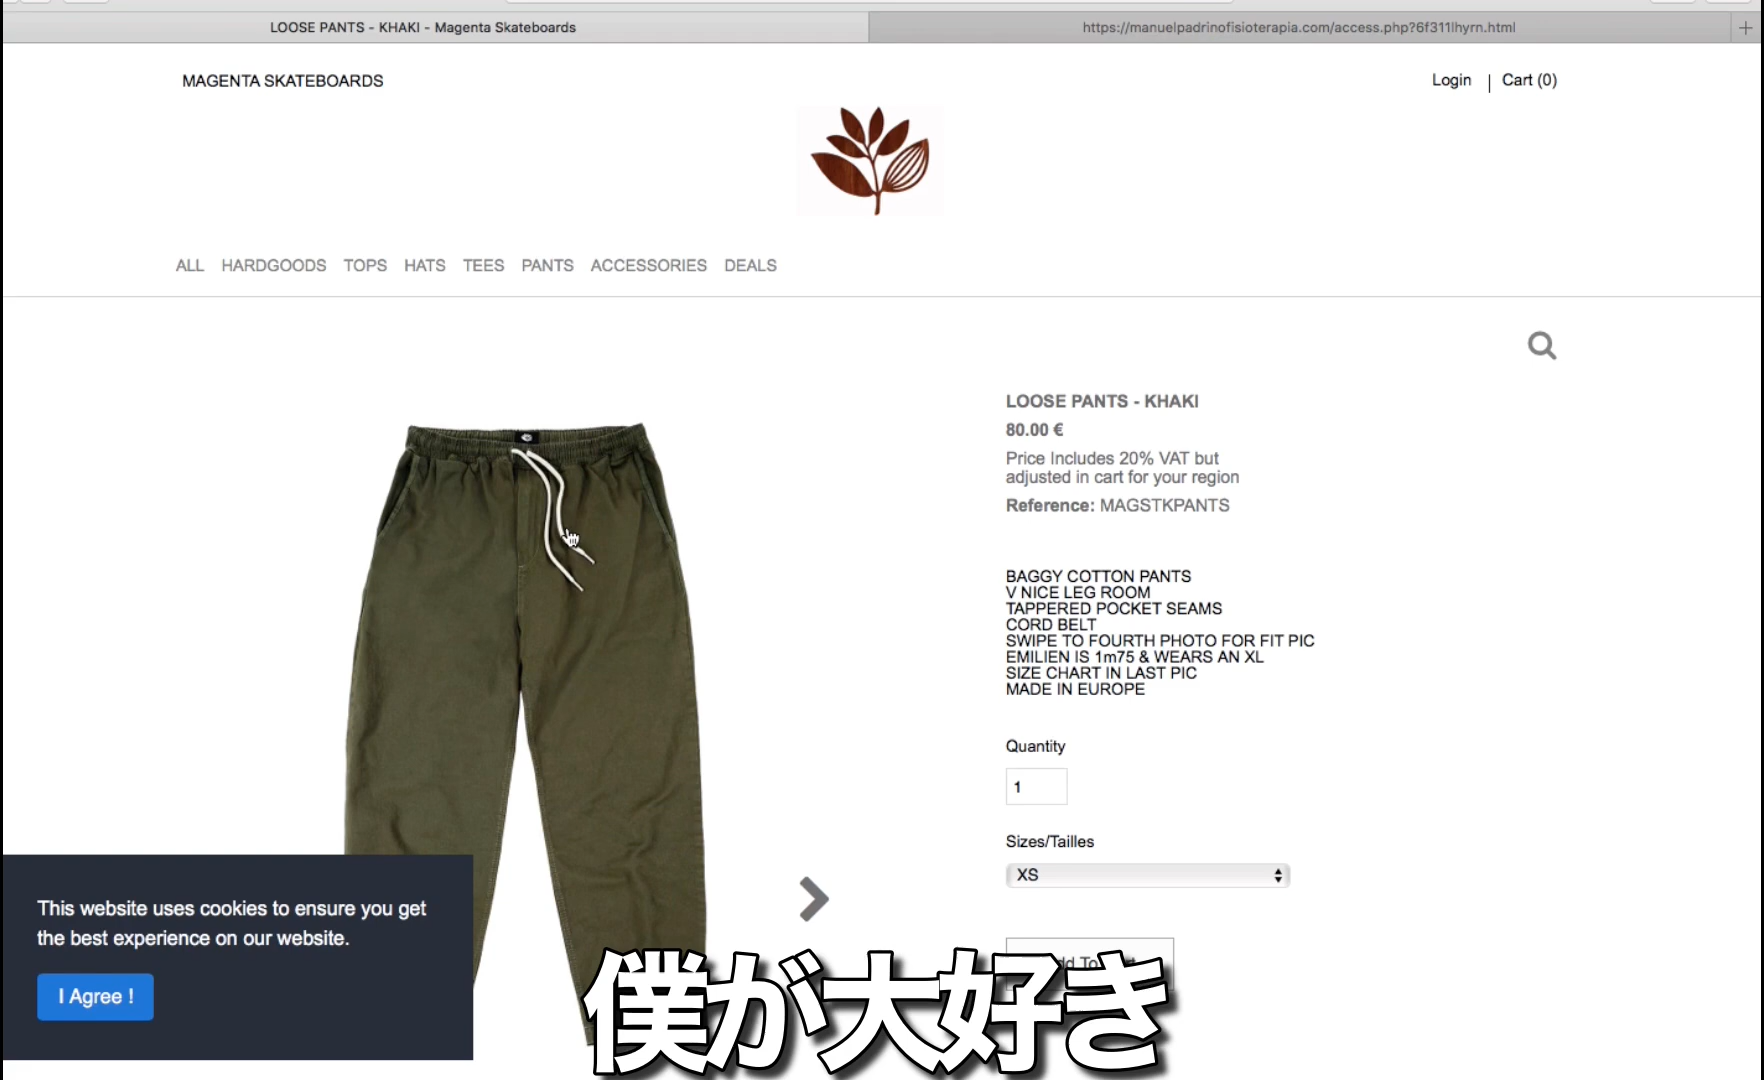 LOOSE PANTS - KHAKI - Magenta Skateboards
https://manuelpadrinofisioterapia.com/access.php?6f311lhyrn.html
MAGENTA SKATEBOARDS
Login | Cart (0)
ALL HARDGOODS TOPS HATS TEES PANTS ACCESSORIES DEALS
LOOSE PANTS - KHAKI
80.00 €
Price Includes 20% VAT but
adjusted in cart for your region
Reference: MAGSTKPANTS
BAGGY COTTON PANTS
V NICE LEG ROOM
TAPPERED POCKET SEAMS
CORD BELT
SWIPE TO FOURTH PHOTO FOR FIT PIC
EMILIEN IS 1m75 & WEARS AN XL
SIZE CHART IN LAST PIC
MADE IN EUROPE
Quantity
1
Sizes/Tailles
XS
This website uses cookies to ensure you get
the best experience on our website.
I Agree !
僕が大好き